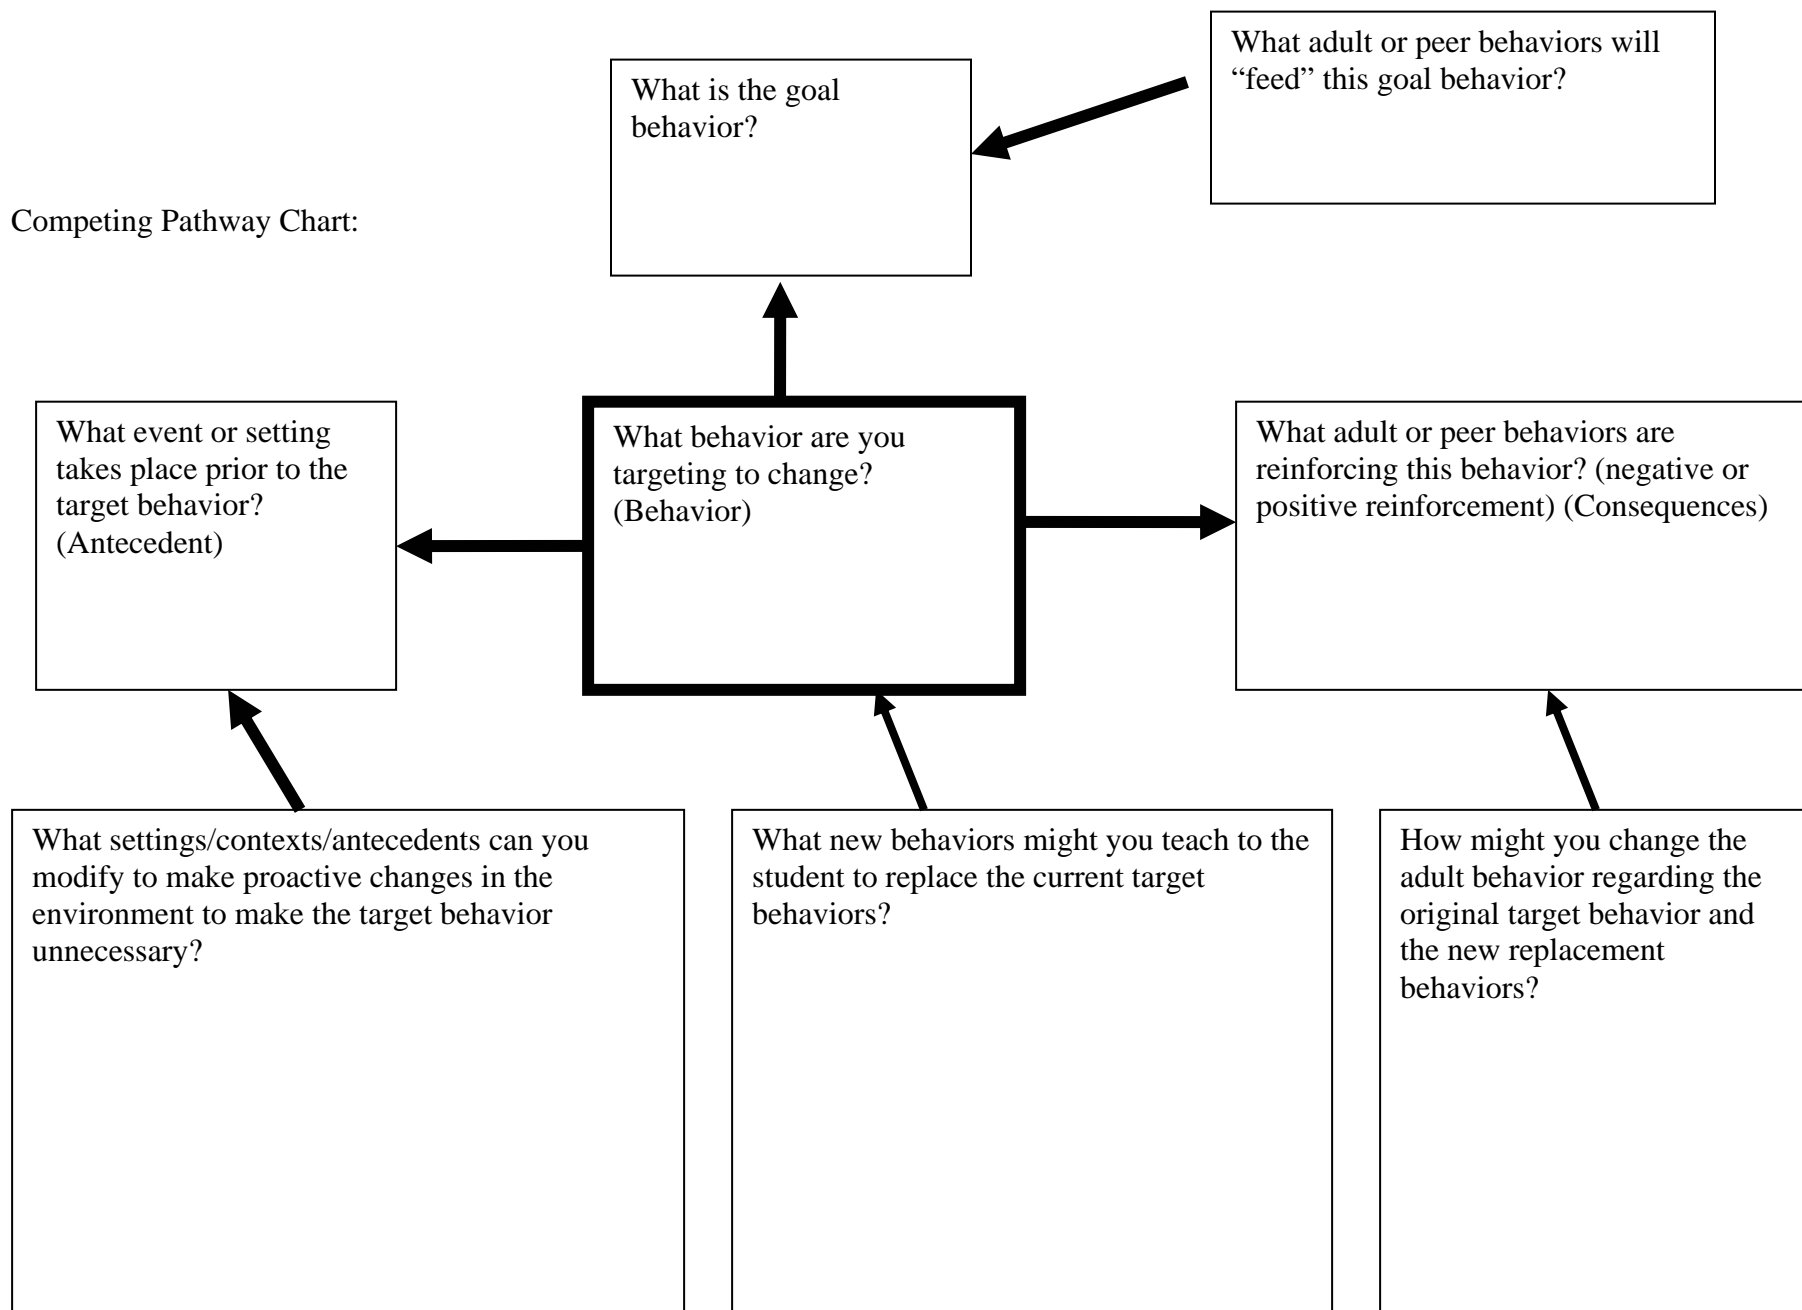 What adult or peer behaviors will
“feed” this goal behavior?
What is the goal
behavior?
Competing Pathway Chart:
What event or setting
takes place prior to the
target behavior?
(Antecedent)
What behavior are you
targeting to change?
(Behavior)
What adult or peer behaviors are
reinforcing this behavior? (negative or
positive reinforcement) (Consequences)
What settings/contexts/antecedents can you
modify to make proactive changes in the
environment to make the target behavior
unnecessary?
What new behaviors might you teach to the
student to replace the current target
behaviors?
How might you change the
adult behavior regarding the
original target behavior and
the new replacement
behaviors?